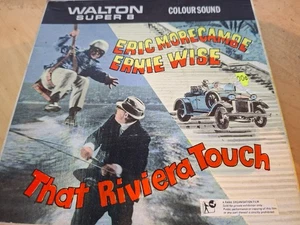 WALTON
SUPER 8
COLOUR SOUND
ERIC MORECAMBE
ERNIE WISE
That Riviera Touch